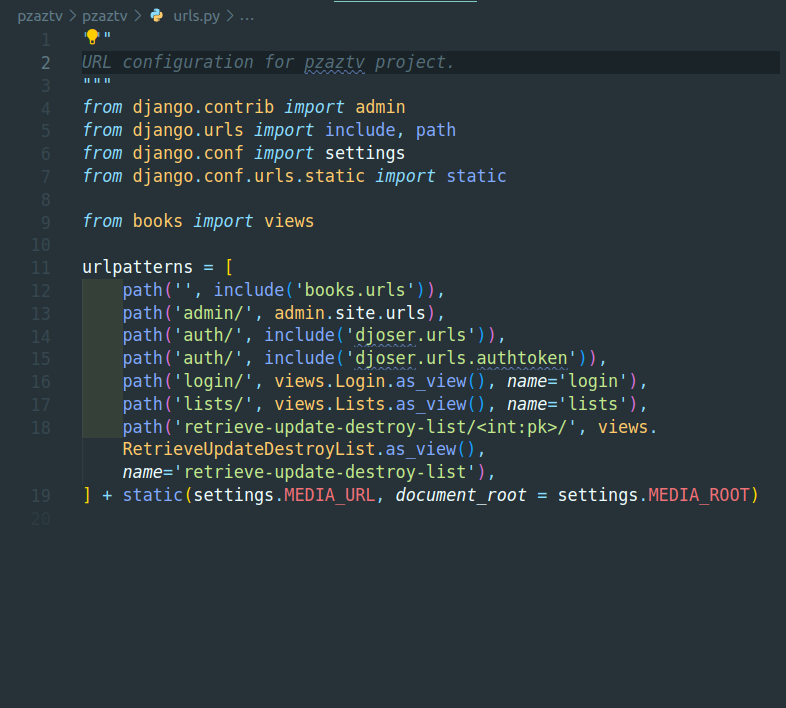 pzaztv > pzaztv > urls.py > ...
1 """
2 URL configuration for pzaztv project.
3 """
4 from django.contrib import admin
5 from django.urls import include, path
6 from django.conf import settings
7 from django.conf.urls.static import static
8
9 from books import views
10
11 urlpatterns = [
12 path('', include('books.urls')),
13 path('admin/', admin.site.urls),
14 path('auth/', include('djoser.urls')),
15 path('auth/', include('djoser.urls.authtoken')),
16 path('login/', views.Login.as_view(), name='login'),
17 path('lists/', views.Lists.as_view(), name='lists'),
18 path('retrieve-update-destroy-list/<int:pk>/', views.
RetrieveUpdateDestroyList.as_view(),
name='retrieve-update-destroy-list'),
19 ] + static(settings.MEDIA_URL, document_root = settings.MEDIA_ROOT)
20